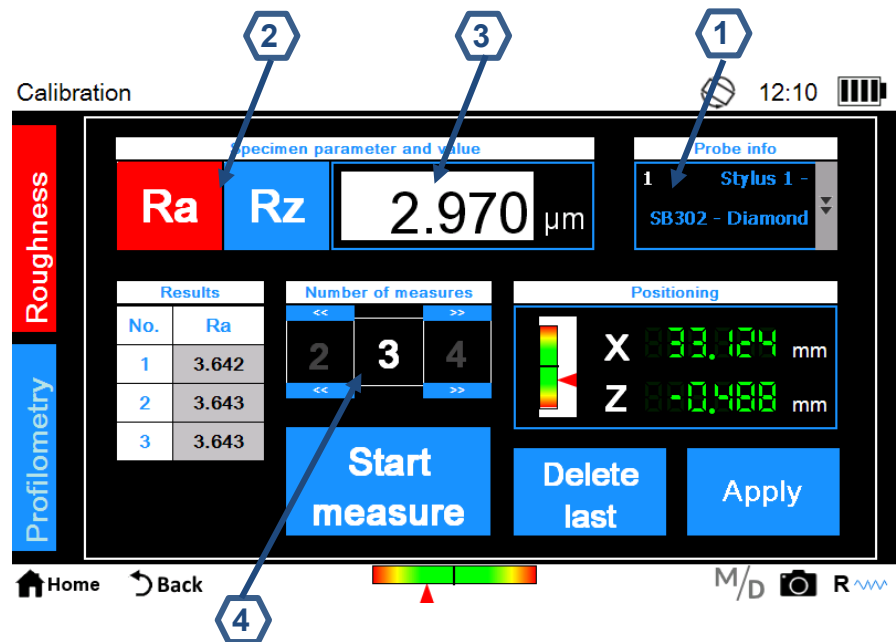 2
3
1
Calibration
12:10
Specimen parameter and value
Probe info
Ra
Rz
2.970 µm
1 Stylus 1 -
SB302 - Diamond
Roughness
Profilometry
Results
No. Ra
1 3.642
2 3.643
3 3.643
Number of measures
<< >>
2 3 4
<< >>
Positioning
X 33.124 mm
Z -0.488 mm
Start
measure
Delete
last
Apply
Home
Back
M/D
R
4